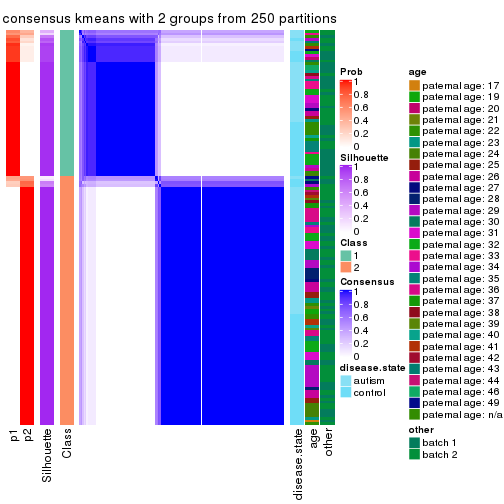 consensus kmeans with 2 groups from 250 partitions
Prob
1
0.8
0.6
0.4
0.2
0
Silhouette
1
0.8
0.6
0.4
0.2
0
Class
1
2
Consensus
1
0.8
0.6
0.4
0.2
0
disease.state
autism
control
age
paternal age: 17
paternal age: 19
paternal age: 20
paternal age: 21
paternal age: 22
paternal age: 23
paternal age: 24
paternal age: 25
paternal age: 26
paternal age: 27
paternal age: 28
paternal age: 29
paternal age: 30
paternal age: 31
paternal age: 32
paternal age: 33
paternal age: 34
paternal age: 35
paternal age: 36
paternal age: 37
paternal age: 38
paternal age: 39
paternal age: 40
paternal age: 41
paternal age: 42
paternal age: 43
paternal age: 44
paternal age: 46
paternal age: 49
paternal age: n/a
other
batch 1
batch 2
p1
p2
Silhouette
Class
disease.state
age
other